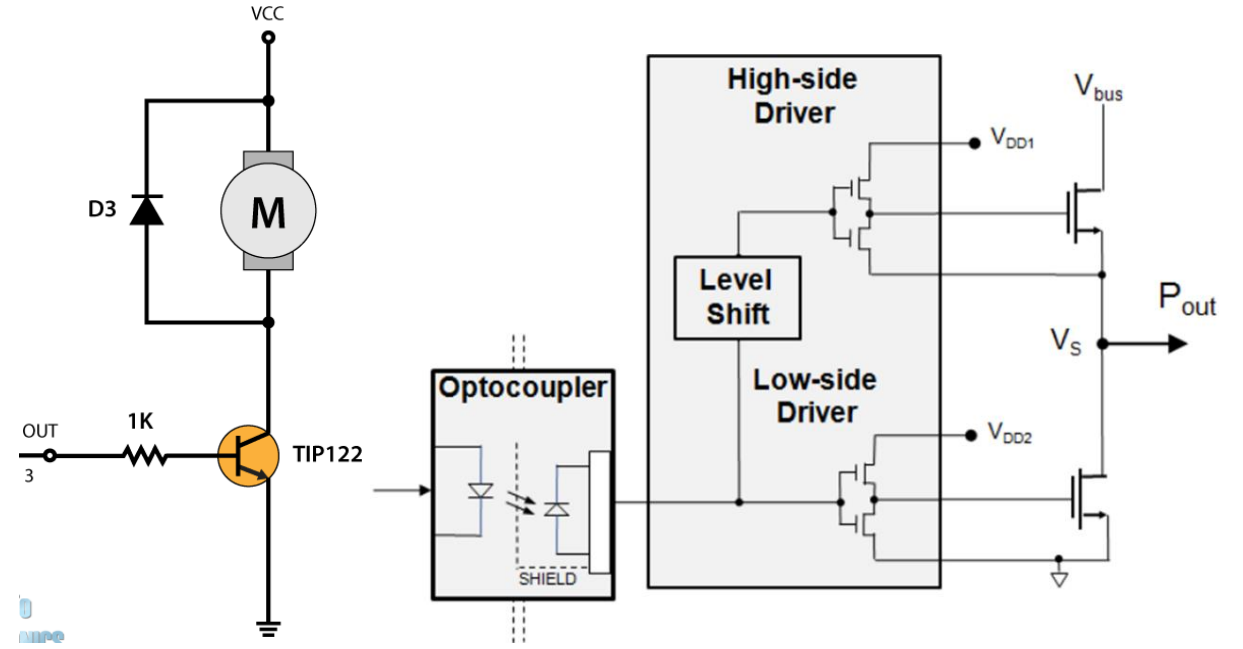 VCC
D3
M
OUT
1K
3
TIP122
Optocoupler
SHIELD
High-side
Driver
Level
Shift
Low-side
Driver
VDD1
VDD2
Vbus
VS
Pout